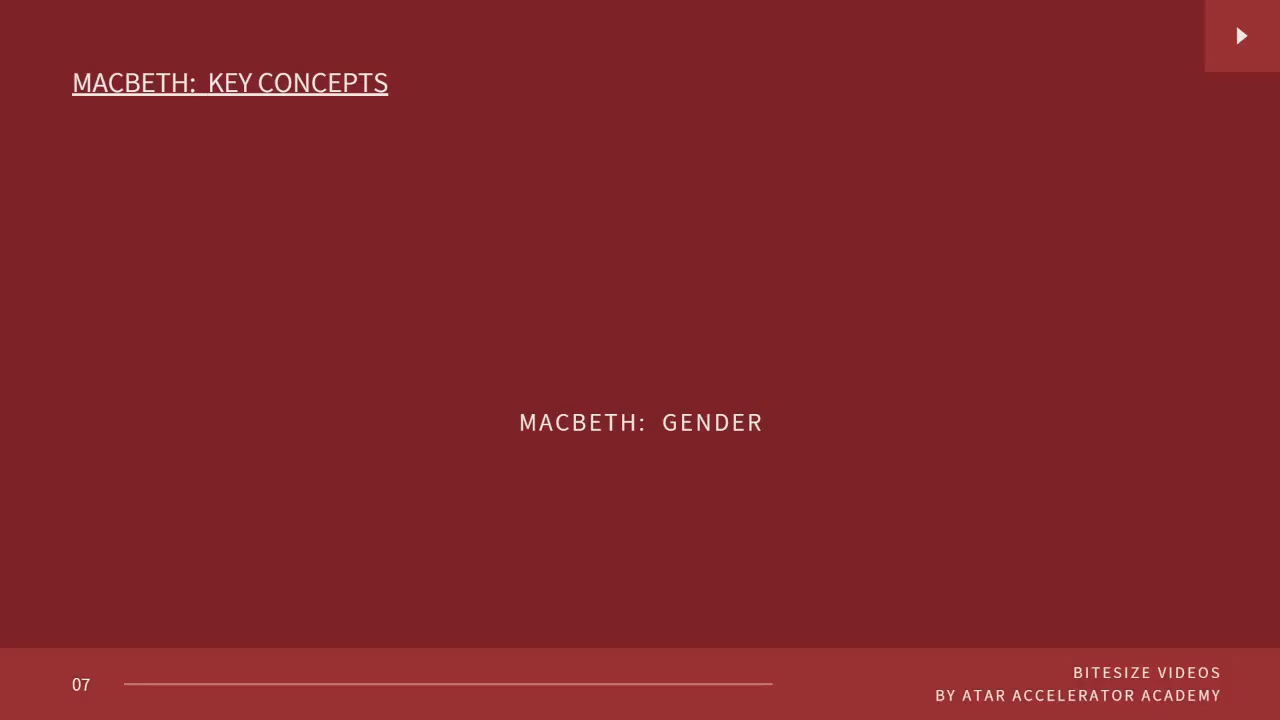 MACBETH: KEY CONCEPTS
MACBETH: GENDER
07
BITESIZE VIDEOS
BY ATAR ACCELERATOR ACADEMY